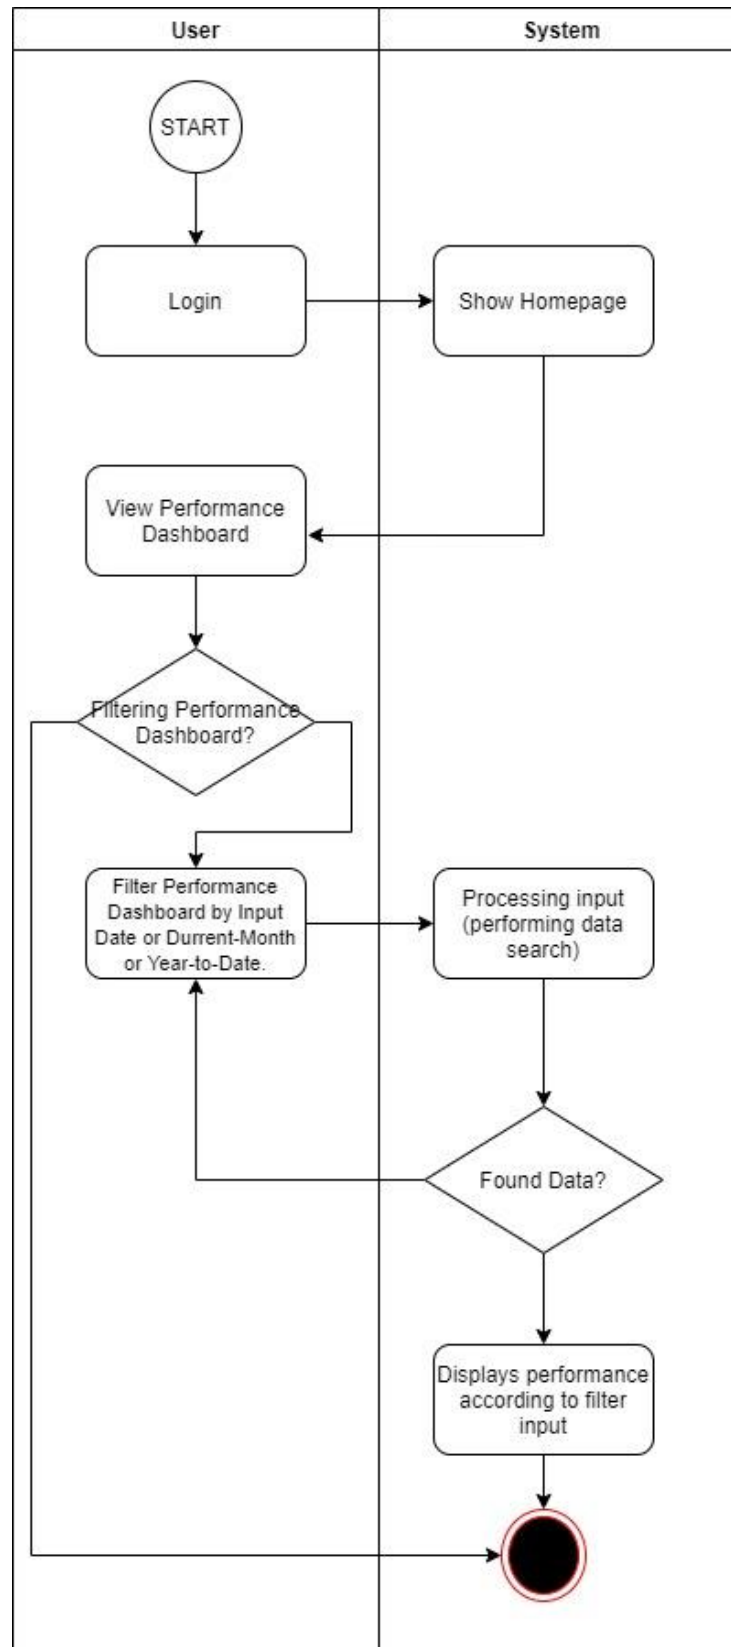 User
System
START
Login
Show Homepage
View Performance
Dashboard
Filtering Performance
Dashboard?
Filter Performance
Dashboard by Input
Date or Durrent-Month
or Year-to-Date.
Processing input
(performing data
search)
Found Data?
Displays performance
according to filter
input